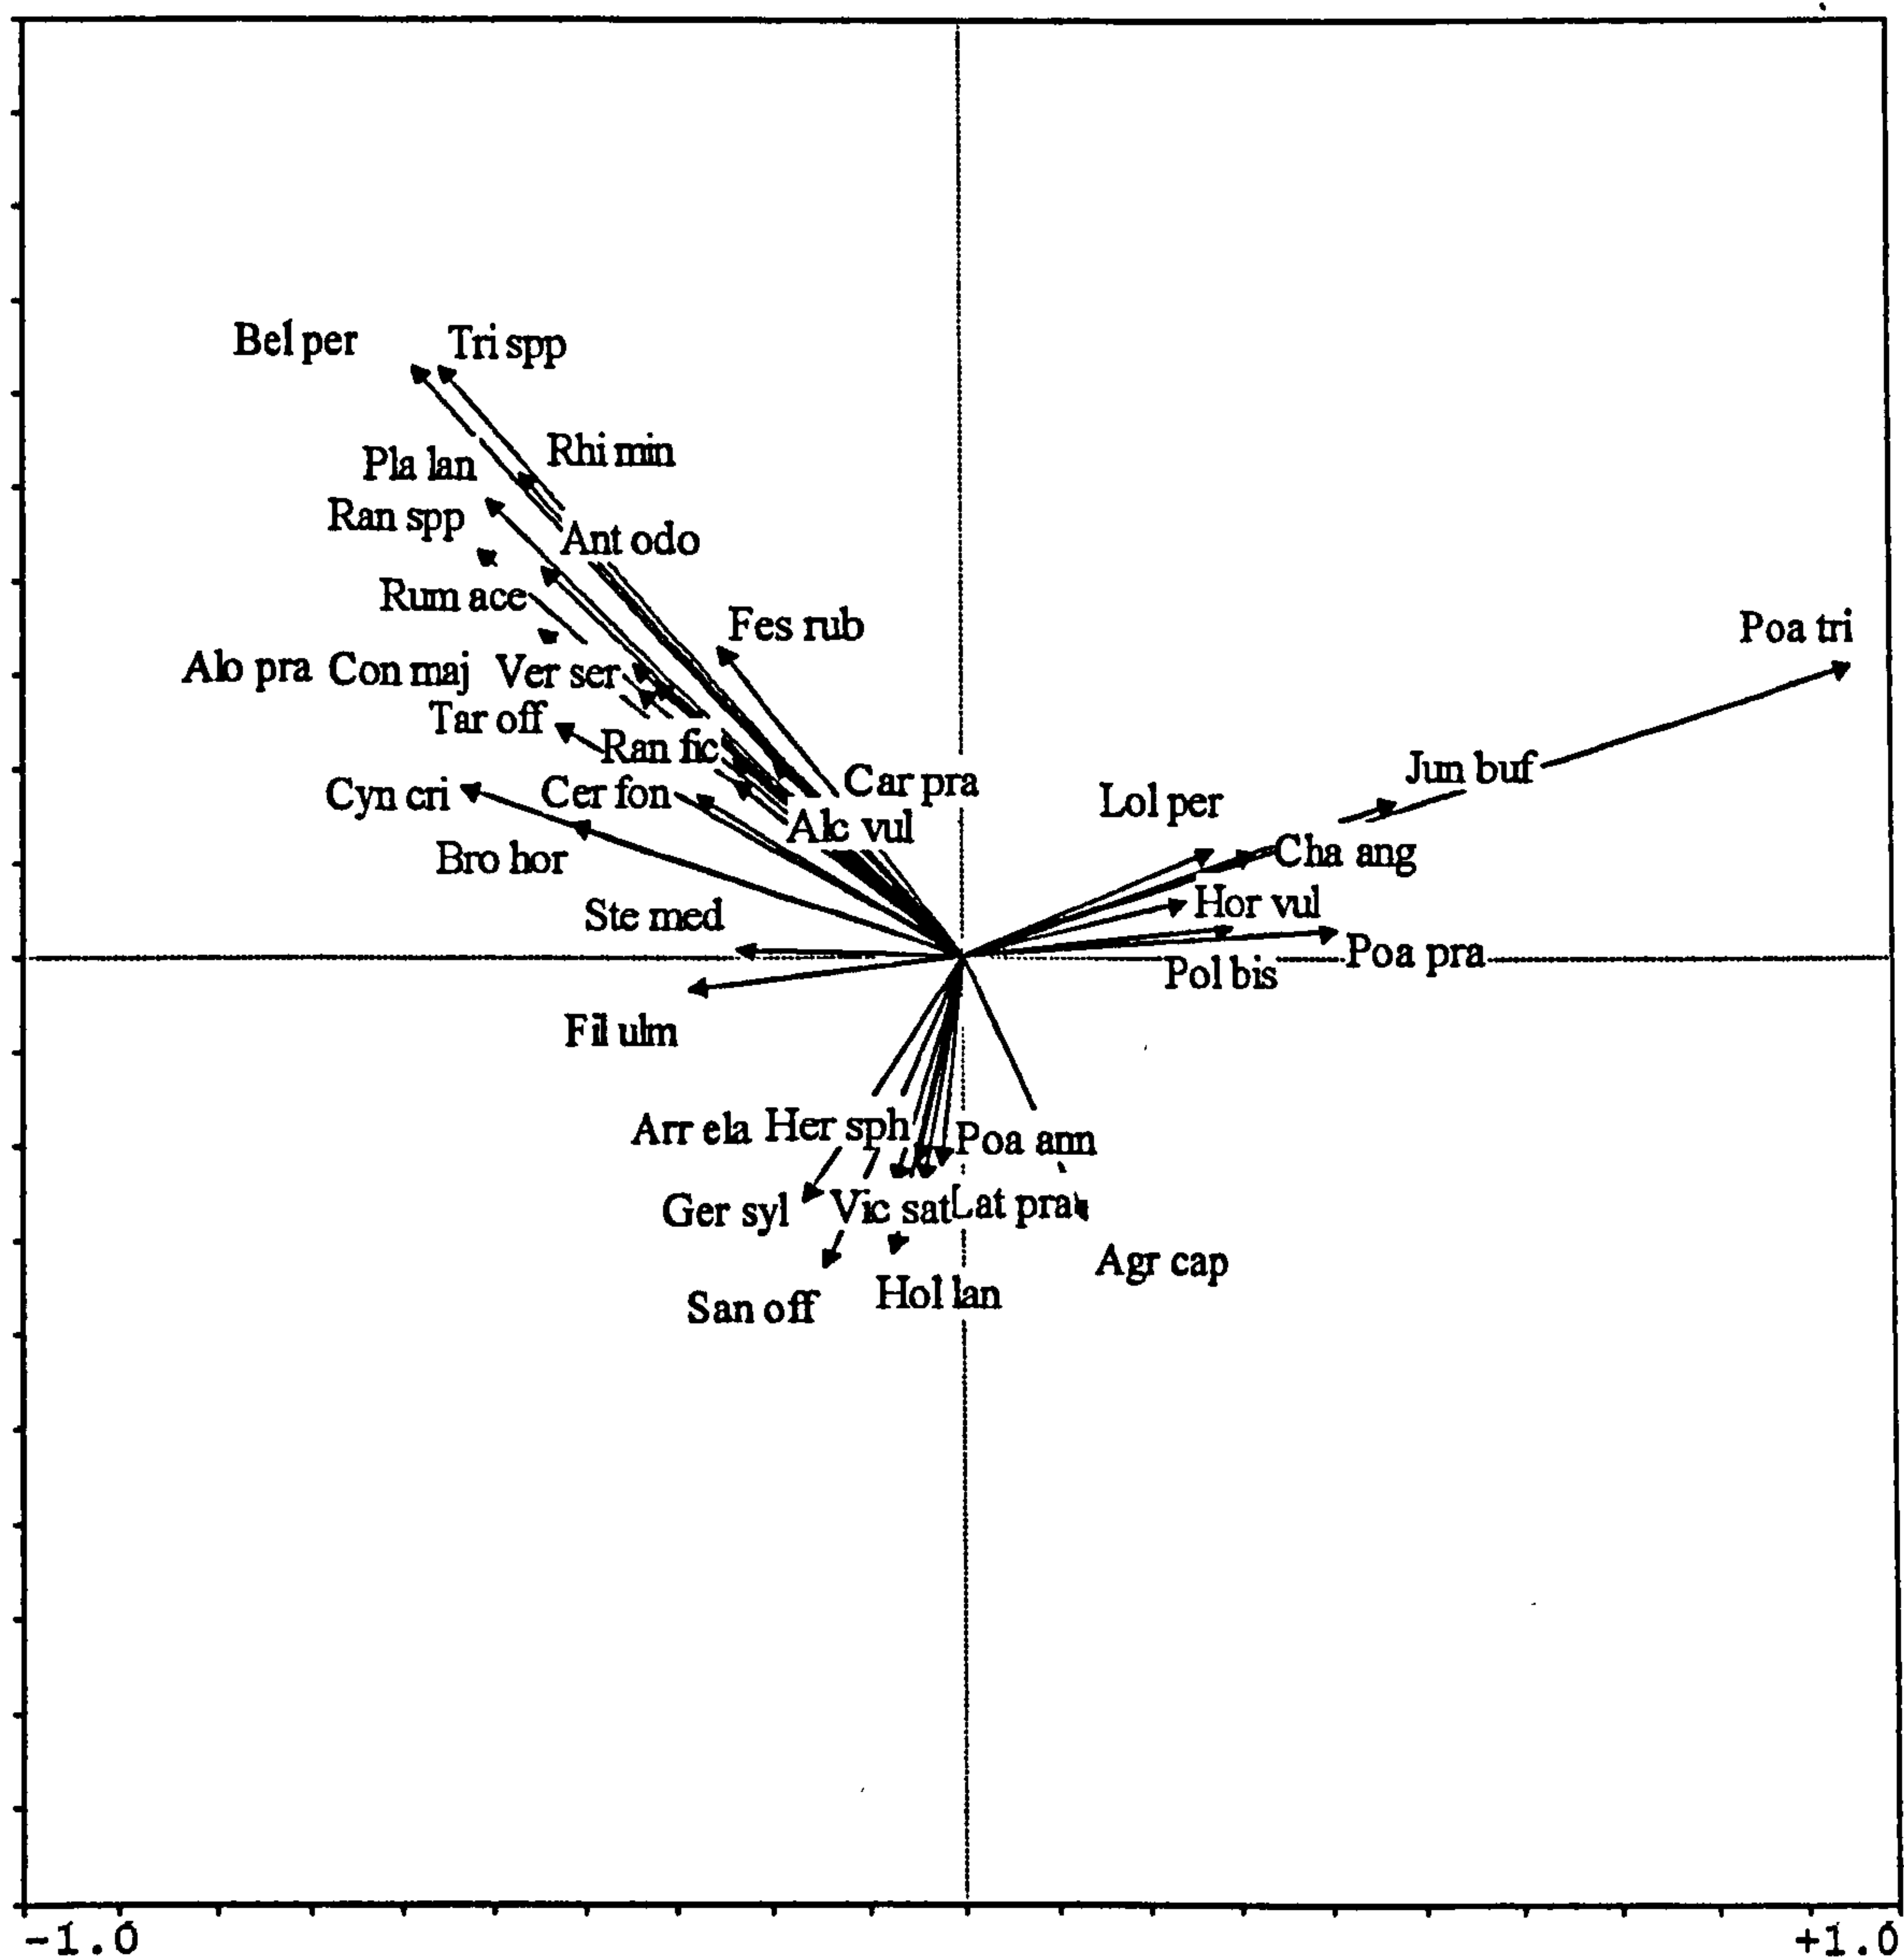 Bel per
Tri spp
Rhi min
Pla lan
Ran spp
Ant odo
Rum ace
Fes rub
Poa tri
Alo pra
Con maj
Ver ser
Tar off
Ran fic
Jun buf
Cyn cri
Cer fon
Car pra
Lol per
Alc vul
Bro hor
Cha ang
Ste med
Hor vul
Poa pra
Pol bis
Fil ulm
Arr ela
Her sph
Poa ann
Ger syl
Vic sat
Lat pra
Agr cap
San off
Hol lan
-1.0
+1.0